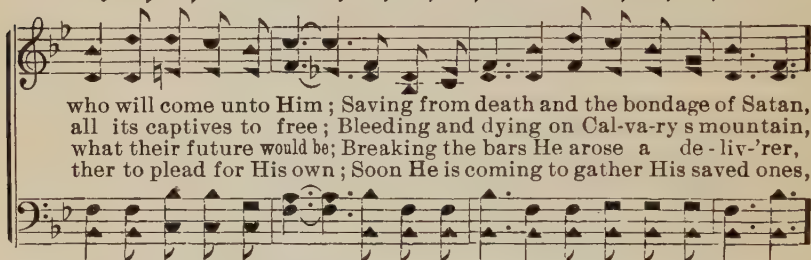 who will come unto Him ; Saving from death and the bondage of Satan,
all its captives to free ; Bleeding and dying on Cal-va-ry s mountain,
what their future would be; Breaking the bars He arose a de - liv-'rer,
ther to plead for His own ; Soon He is coming to gather His saved ones,